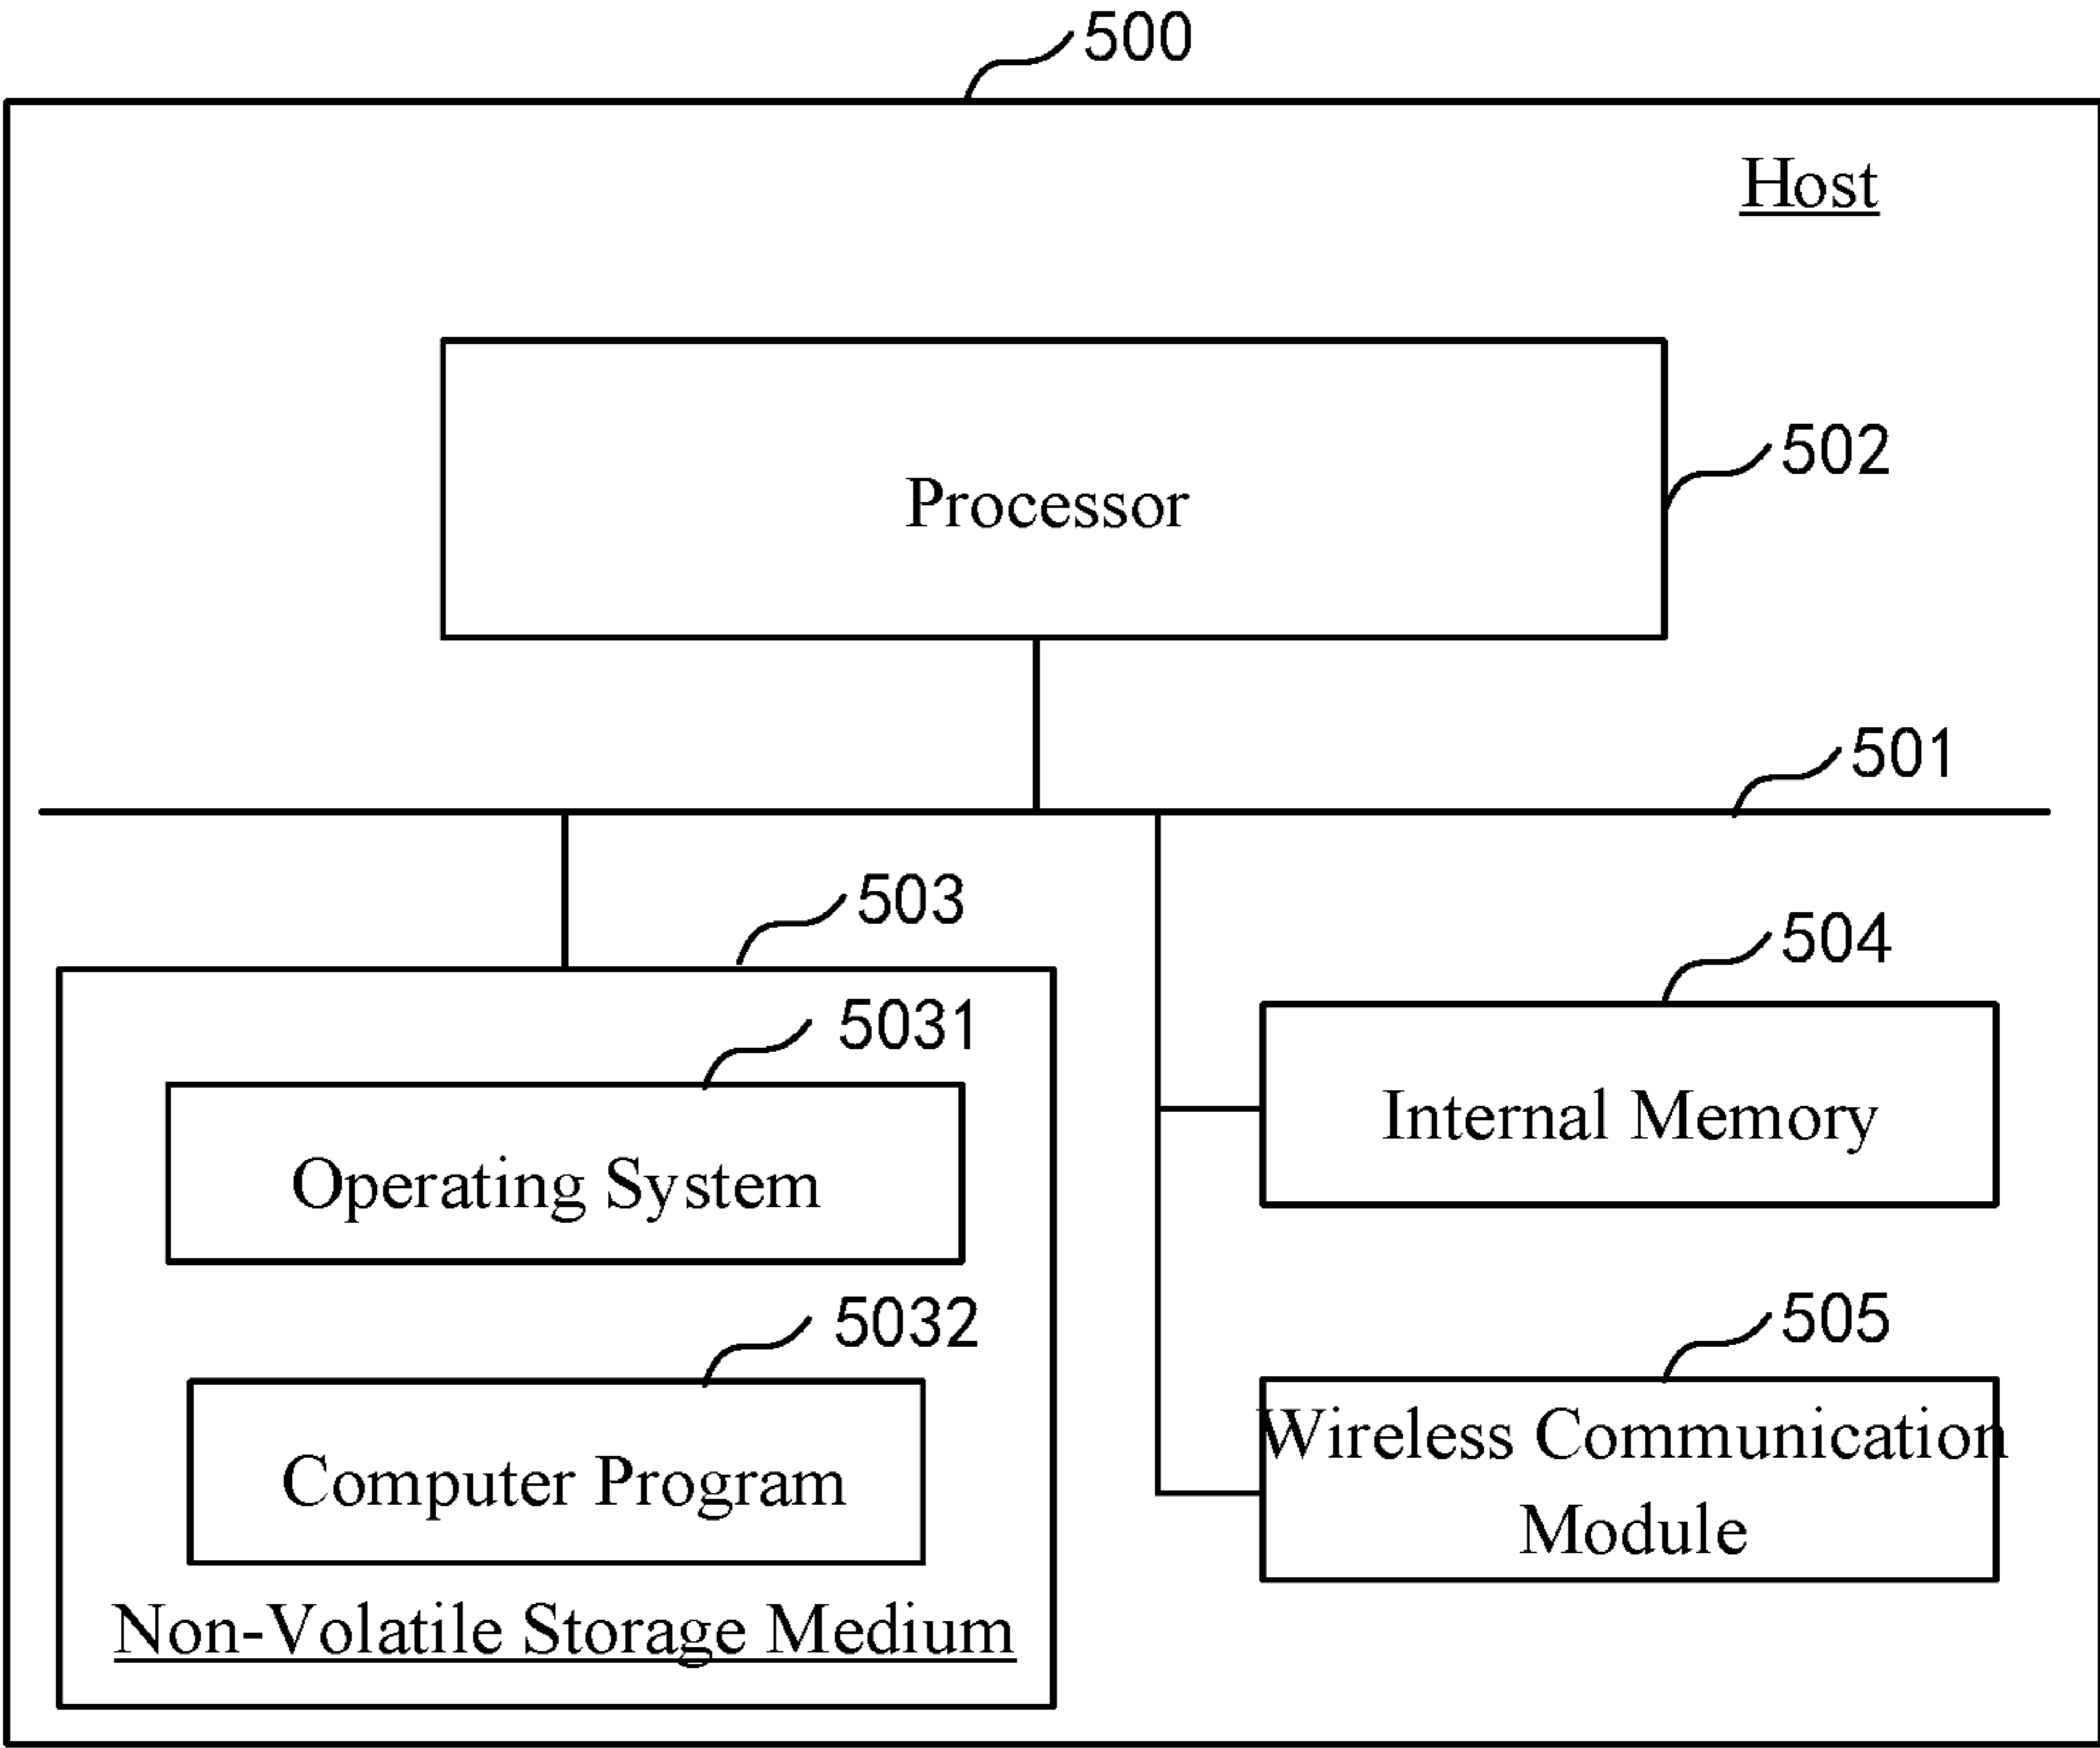 500
Host
502
Processor
501
503
504
5031
Internal Memory
Operating System
5032
505
Wireless Communication
Module
Computer Program
Non-Volatile Storage Medium